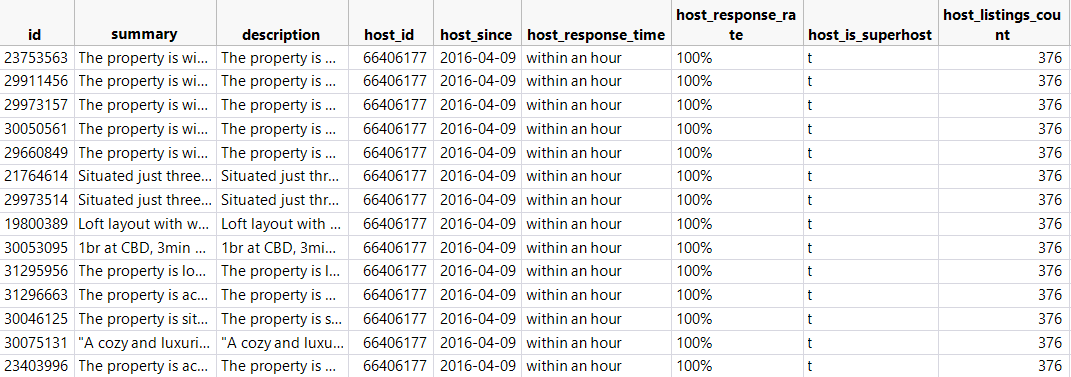 id summary description host_id host_since host_response_time host_response_rate host_is_superhost host_listings_count
23753563 The property is wi... The property is ... 66406177 2016-04-09 within an hour 100% t 376
29911456 The property is wi... The property is ... 66406177 2016-04-09 within an hour 100% t 376
29973157 The property is wi... The property is ... 66406177 2016-04-09 within an hour 100% t 376
30050561 The property is wi... The property is ... 66406177 2016-04-09 within an hour 100% t 376
29660849 The property is wi... The property is ... 66406177 2016-04-09 within an hour 100% t 376
21764614 Situated just three... Situated just thr... 66406177 2016-04-09 within an hour 100% t 376
29973514 Situated just three... Situated just thr... 66406177 2016-04-09 within an hour 100% t 376
19800389 Loft layout with w... Loft layout with ... 66406177 2016-04-09 within an hour 100% t 376
30053095 1br at CBD, 3min ... 1br at CBD, 3mi... 66406177 2016-04-09 within an hour 100% t 376
31295956 The property is lo... The property is l... 66406177 2016-04-09 within an hour 100% t 376
31296663 The property is ac... The property is ... 66406177 2016-04-09 within an hour 100% t 376
30046125 The property is sit... The property is s... 66406177 2016-04-09 within an hour 100% t 376
30075131 "A cozy and luxuri... "A cozy and luxu... 66406177 2016-04-09 within an hour 100% t 376
23403996 The property is ac... The property is ... 66406177 2016-04-09 within an hour 100% t 376